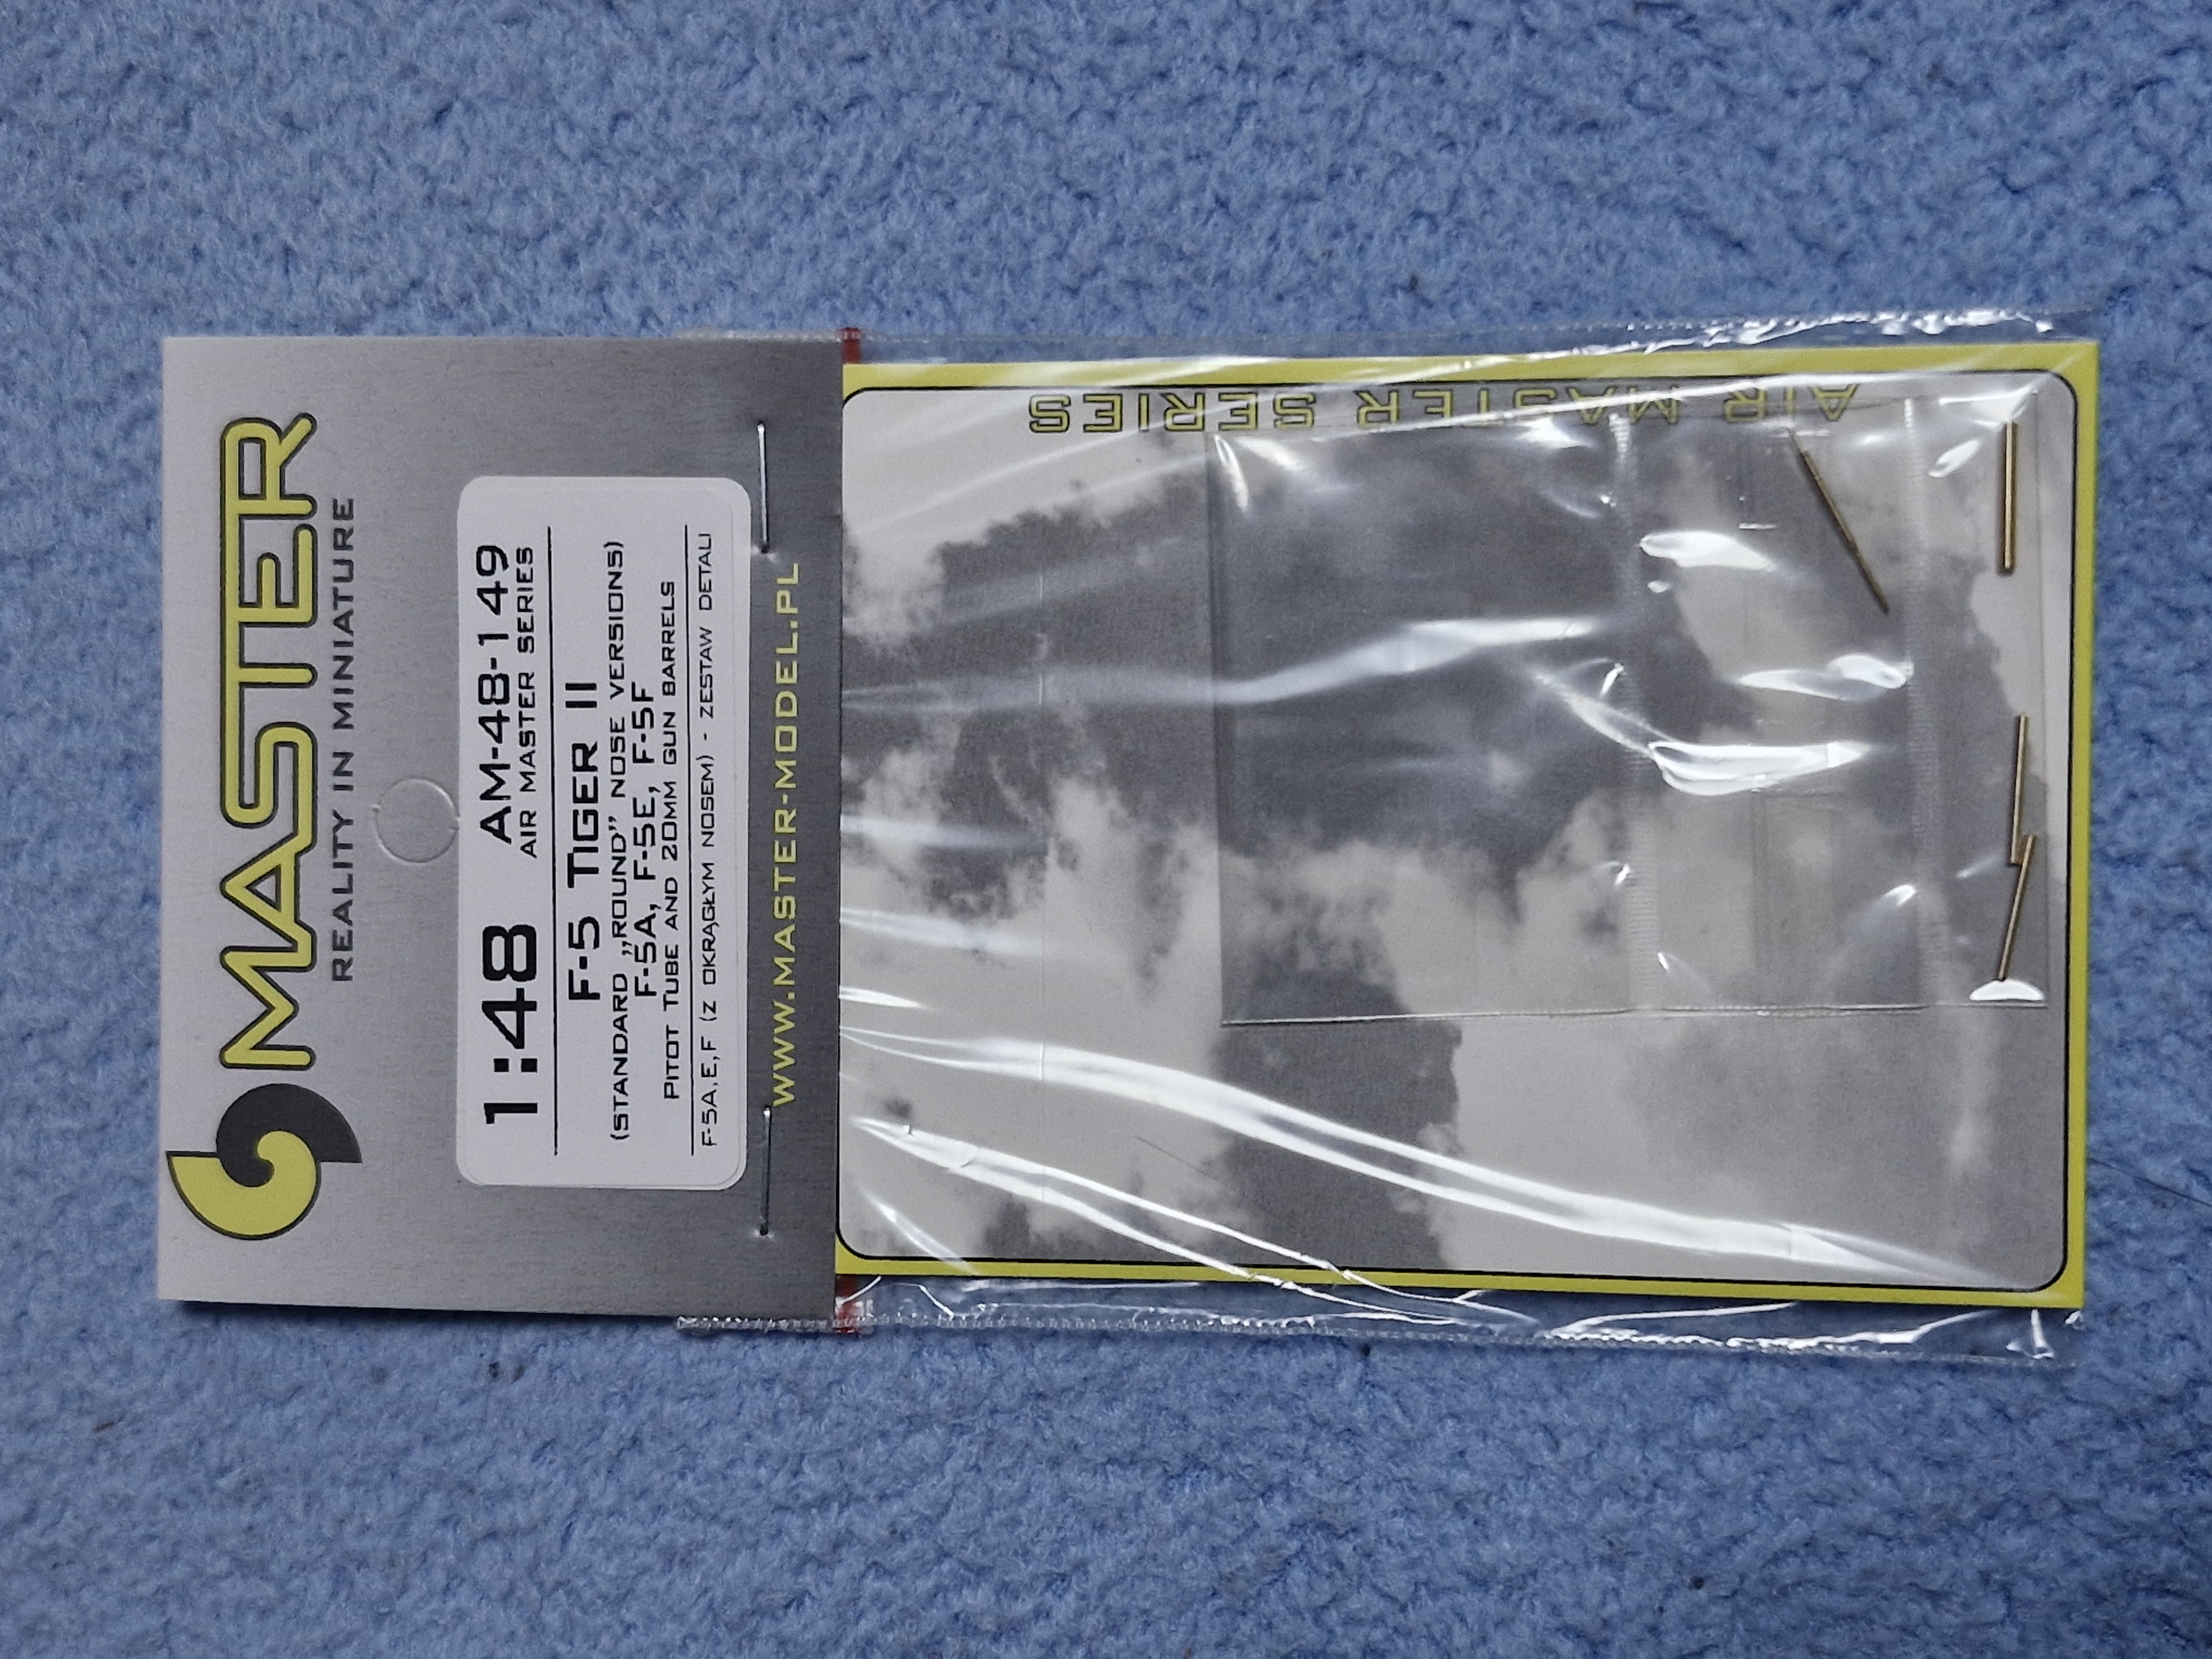 MASTER
REALITY IN MINIATURE
1:48 AM-48-149
AIR MASTER SERIES
F-5 TIGER II
(STANDARD „ROUND” NOSE VERSIONS)
F-5A, F-5E, F-5F
PITOT TUBE AND 20MM GUN BARRELS
F-5A,E,F (Z OKRĄGŁYM NOSEM) - ZESTAW DETALI
WWW.MASTER-MODEL.PL
AIR MASTER SERIES